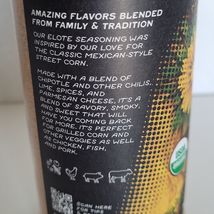 AMAZING FLAVORS BLENDED
FROM FAMILY & TRADITION
OUR ELOTE SEASONING WAS
INSPIRED BY OUR LOVE FOR
THE CLASSIC MEXICAN-STYLE
STREET CORN.
MADE WITH A BLEND OF
CHIPOTLE AND OTHER CHILIS,
LIME, SPICES, AND
PARMESAN CHEESE, IT'S A
BLEND OF SAVORY, SMOKY,
AND SWEET THAT WILL
HAVE YOU COMING BACK
FOR MORE. IT'S PERFECT
FOR GRILLED CORN AND
OTHER VEGGIES AS WELL
AS CHICKEN, FISH,
AND PORK.
SCAN
HERE
FOR